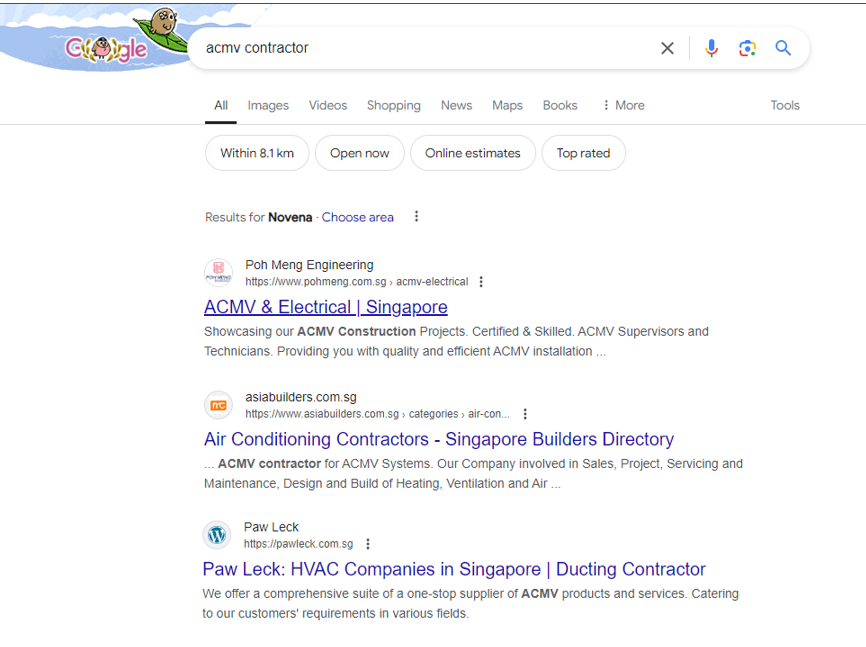 Google
acmv contractor
All Images Videos Shopping News Maps Books More Tools
Within 8.1 km Open now Online estimates Top rated
Results for Novena · Choose area
Poh Meng Engineering
https://www.pohmeng.com.sg › acmv-electrical
ACMV & Electrical | Singapore
Showcasing our ACMV Construction Projects. Certified & Skilled. ACMV Supervisors and
Technicians. Providing you with quality and efficient ACMV installation ...
asiabuilders.com.sg
https://www.asiabuilders.com.sg › categories › air-con...
Air Conditioning Contractors - Singapore Builders Directory
... ACMV contractor for ACMV Systems. Our Company involved in Sales, Project, Servicing and
Maintenance, Design and Build of Heating, Ventilation and Air ...
Paw Leck
https://pawleck.com.sg
Paw Leck: HVAC Companies in Singapore | Ducting Contractor
We offer a comprehensive suite of a one-stop supplier of ACMV products and services. Catering
to our customers' requirements in various fields.